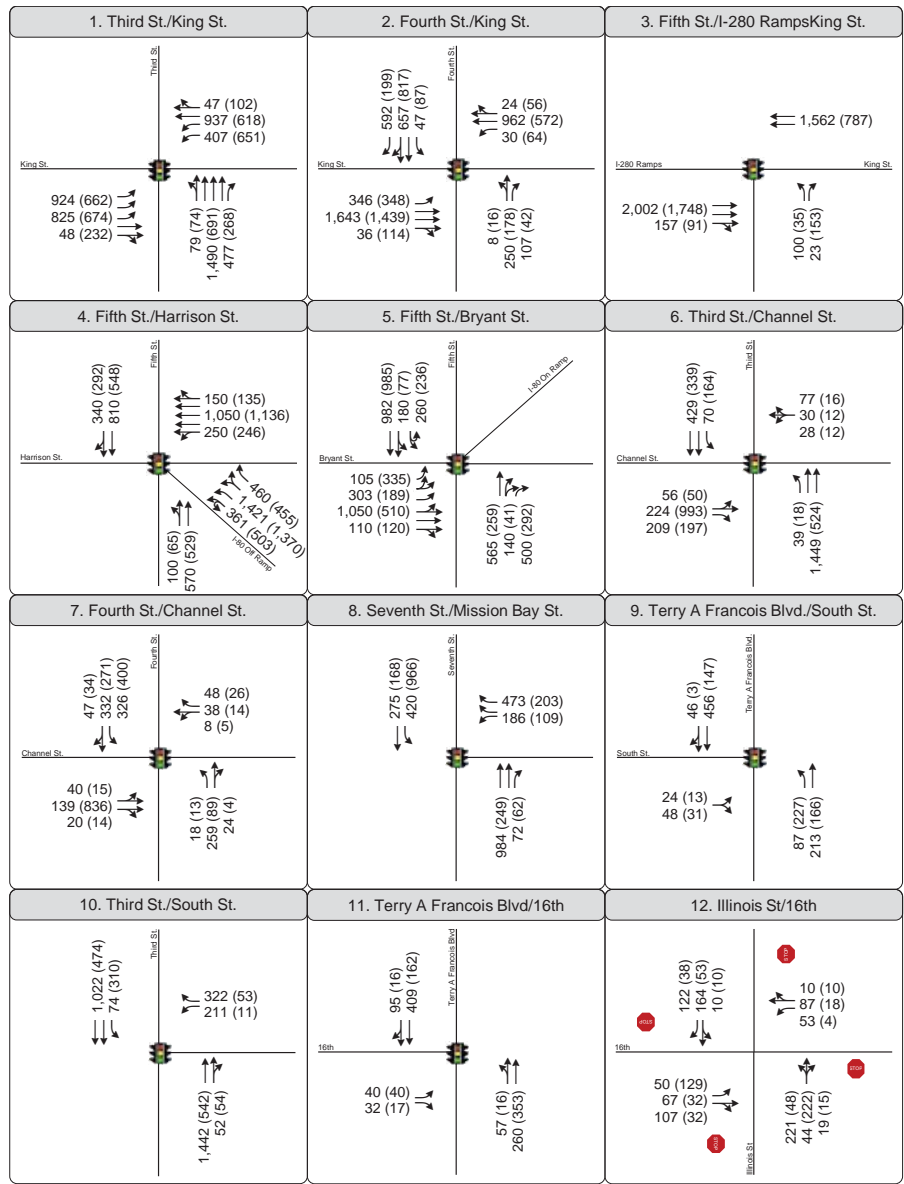 1. Third St./King St.
Third St.
King St.
47 (102)
937 (618)
407 (651)
924 (662)
825 (674)
48 (232)
79 (74)
1,490 (691)
477 (268)
2. Fourth St./King St.
Fourth St.
King St.
592 (199)
657 (817)
47 (87)
24 (56)
962 (572)
30 (64)
346 (348)
1,643 (1,439)
36 (114)
8 (16)
250 (178)
107 (42)
3. Fifth St./I-280 RampsKing St.
1,562 (787)
I-280 Ramps
King St.
2,002 (1,748)
157 (91)
100 (35)
23 (153)
4. Fifth St./Harrison St.
Fifth St.
Harrison St.
340 (292)
810 (548)
150 (135)
1,050 (1,136)
250 (246)
460 (455)
1,421 (1,370)
361 (503)
I-80 Off Ramp
100 (65)
570 (529)
5. Fifth St./Bryant St.
Fifth St.
I-80 On Ramp
Bryant St.
982 (985)
180 (77)
260 (236)
105 (335)
303 (189)
1,050 (510)
110 (120)
565 (259)
140 (41)
500 (292)
6. Third St./Channel St.
Third St.
Channel St.
429 (339)
70 (164)
77 (16)
30 (12)
28 (12)
56 (50)
224 (993)
209 (197)
39 (18)
1,449 (524)
7. Fourth St./Channel St.
Fourth St.
Channel St.
47 (34)
332 (271)
326 (400)
48 (26)
38 (14)
8 (5)
40 (15)
139 (836)
20 (14)
18 (13)
259 (89)
24 (4)
8. Seventh St./Mission Bay St.
Seventh St.
275 (168)
420 (966)
473 (203)
186 (109)
984 (249)
72 (62)
9. Terry A Francois Blvd./South St.
Terry A Francois Blvd.
South St.
46 (3)
456 (147)
24 (13)
48 (31)
87 (227)
213 (166)
10. Third St./South St.
Third St.
1,022 (474)
74 (310)
322 (53)
211 (11)
1,442 (542)
52 (54)
11. Terry A Francois Blvd/16th
Terry A Francois Blvd
16th
95 (16)
409 (162)
40 (40)
32 (17)
57 (16)
260 (353)
12. Illinois St/16th
STOP
STOP
STOP
STOP
16th
Illinois St
122 (38)
164 (53)
10 (10)
10 (10)
87 (18)
53 (4)
50 (129)
67 (32)
107 (32)
221 (48)
44 (222)
19 (15)